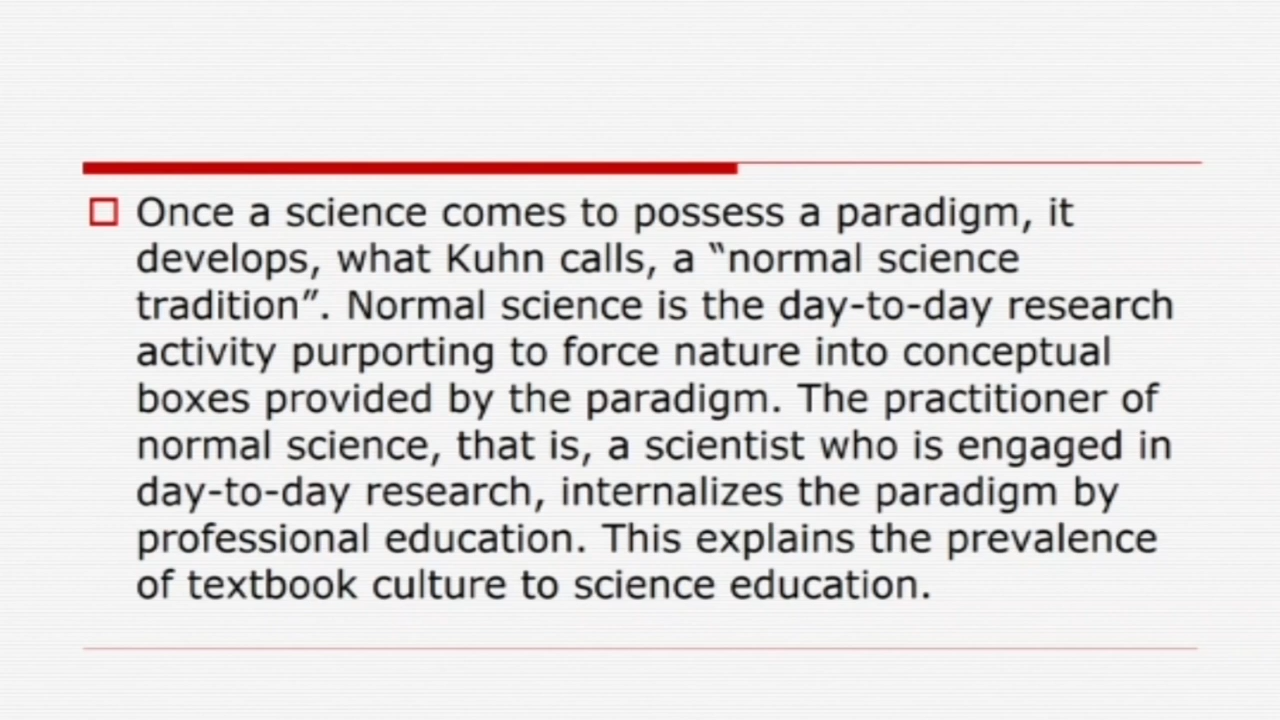 Once a science comes to possess a paradigm, it
develops, what Kuhn calls, a “normal science
tradition”. Normal science is the day-to-day research
activity purporting to force nature into conceptual
boxes provided by the paradigm. The practitioner of
normal science, that is, a scientist who is engaged in
day-to-day research, internalizes the paradigm by
professional education. This explains the prevalence
of textbook culture to science education.